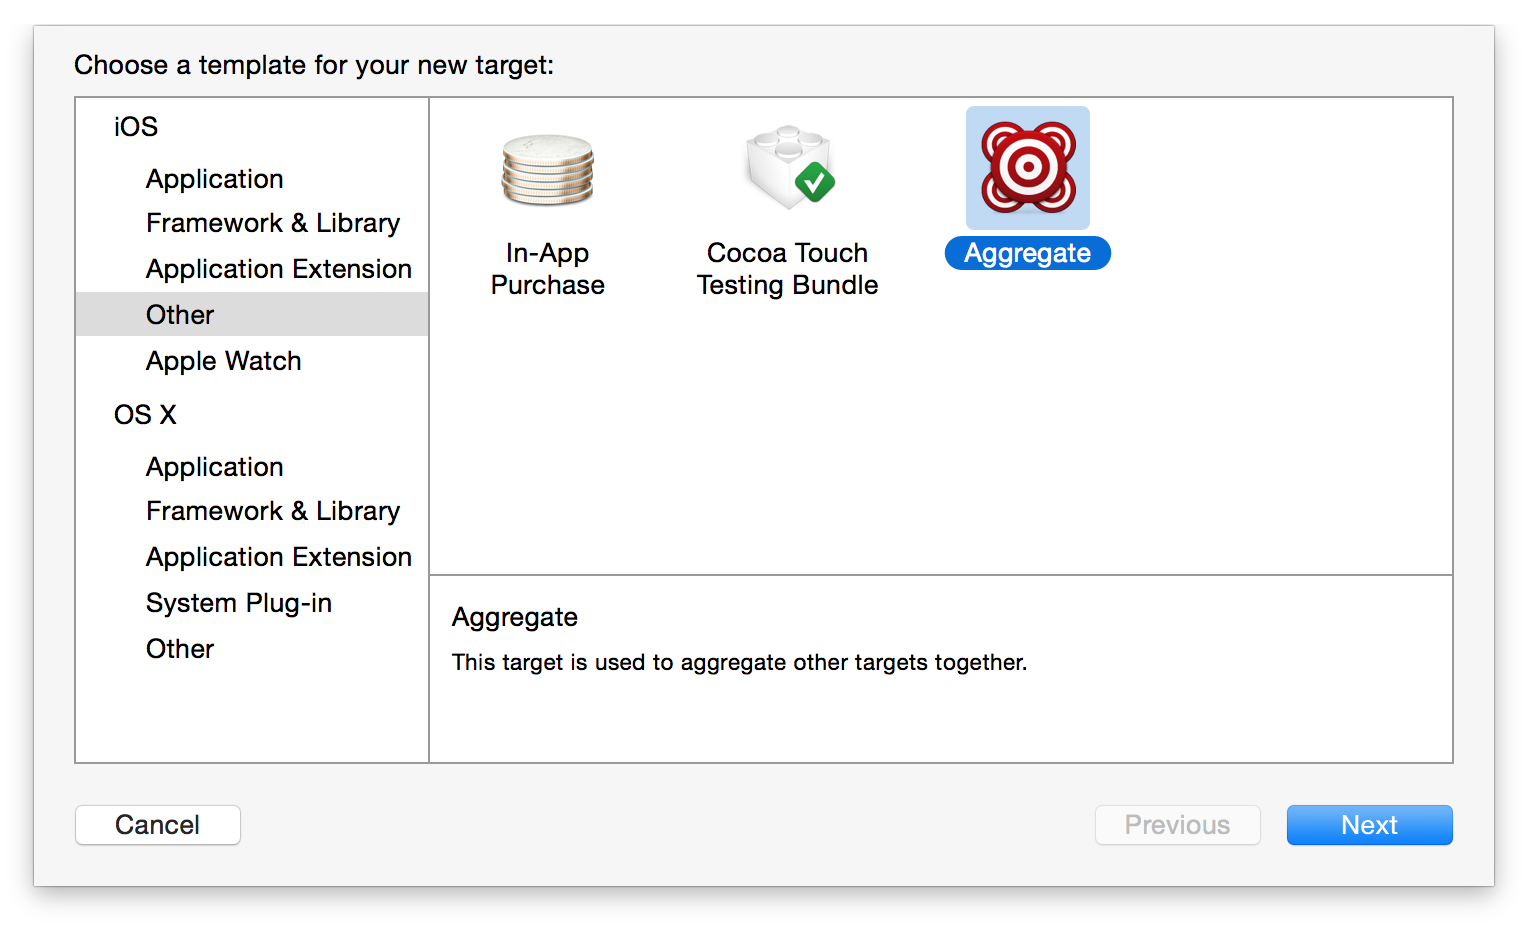 Choose a template for your new target:
iOS
Application
Framework & Library
Application Extension
Other
Apple Watch
OS X
Application
Framework & Library
Application Extension
System Plug-in
Other
In-App
Purchase
Cocoa Touch
Testing Bundle
Aggregate
Aggregate
This target is used to aggregate other targets together.
Cancel
Previous
Next